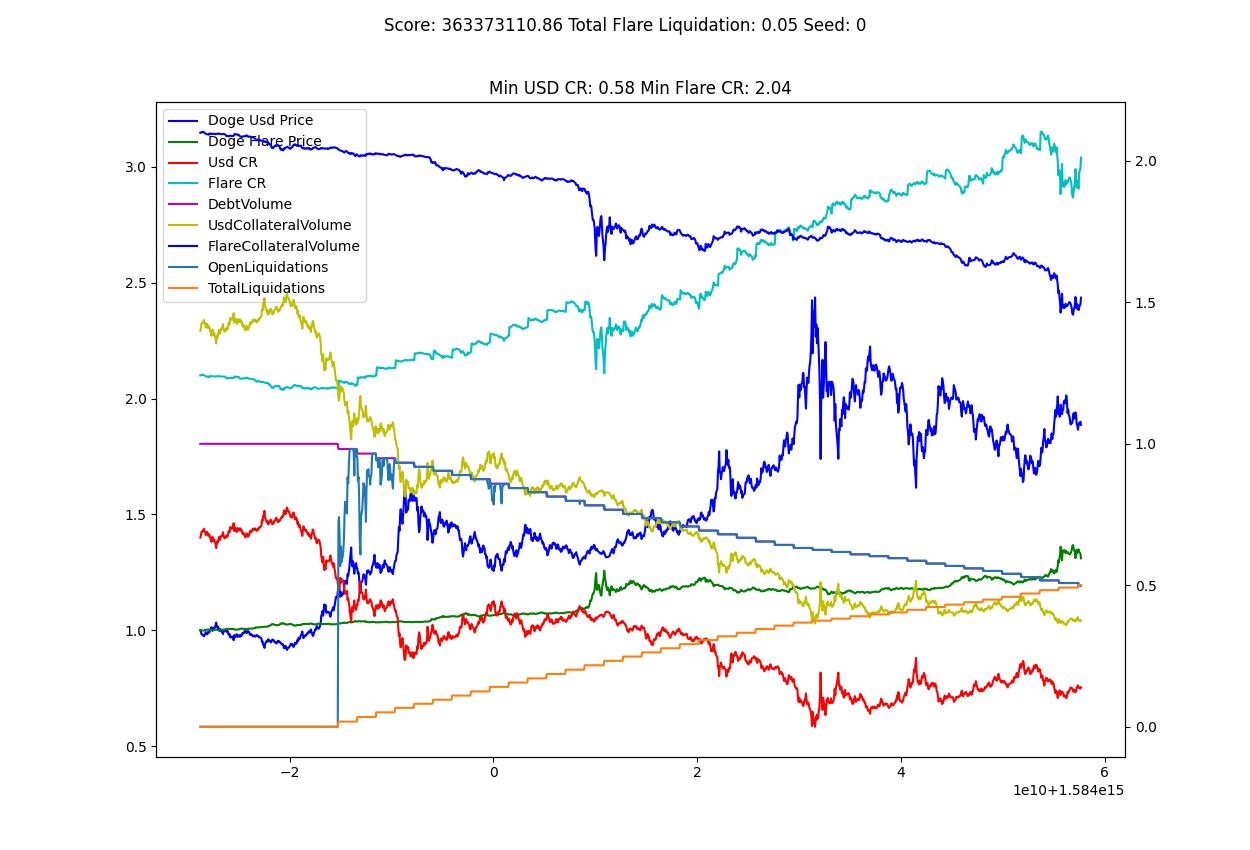 Score: 363373110.86 Total Flare Liquidation: 0.05 Seed: 0
Min USD CR: 0.58 Min Flare CR: 2.04
Doge Usd Price
Doge Flare Price
Usd CR
Flare CR
DebtVolume
UsdCollateralVolume
FlareCollateralVolume
OpenLiquidations
TotalLiquidations
3.0
2.5
2.0
1.5
1.0
0.5
2.0
1.5
1.0
0.5
0.0
−2 0 2 4 6
1e10+1.584e15